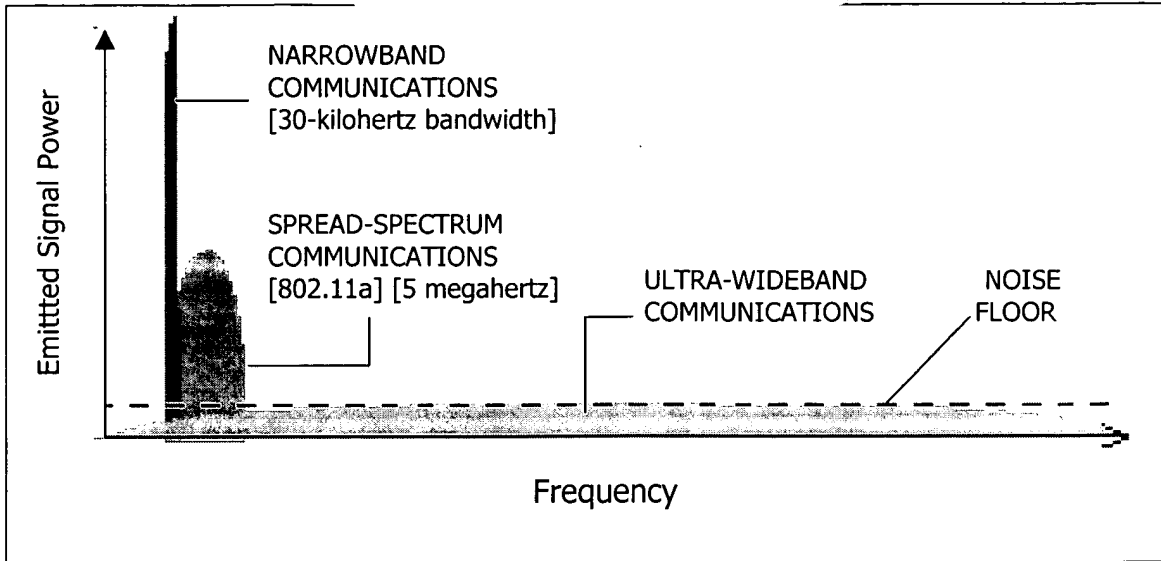 NARROWBAND
COMMUNICATIONS
[30-kilohertz bandwidth]
SPREAD-SPECTRUM
COMMUNICATIONS
[802.11a] [5 megahertz]
ULTRA-WIDEBAND
COMMUNICATIONS
NOISE
FLOOR
Emittted Signal Power
Frequency